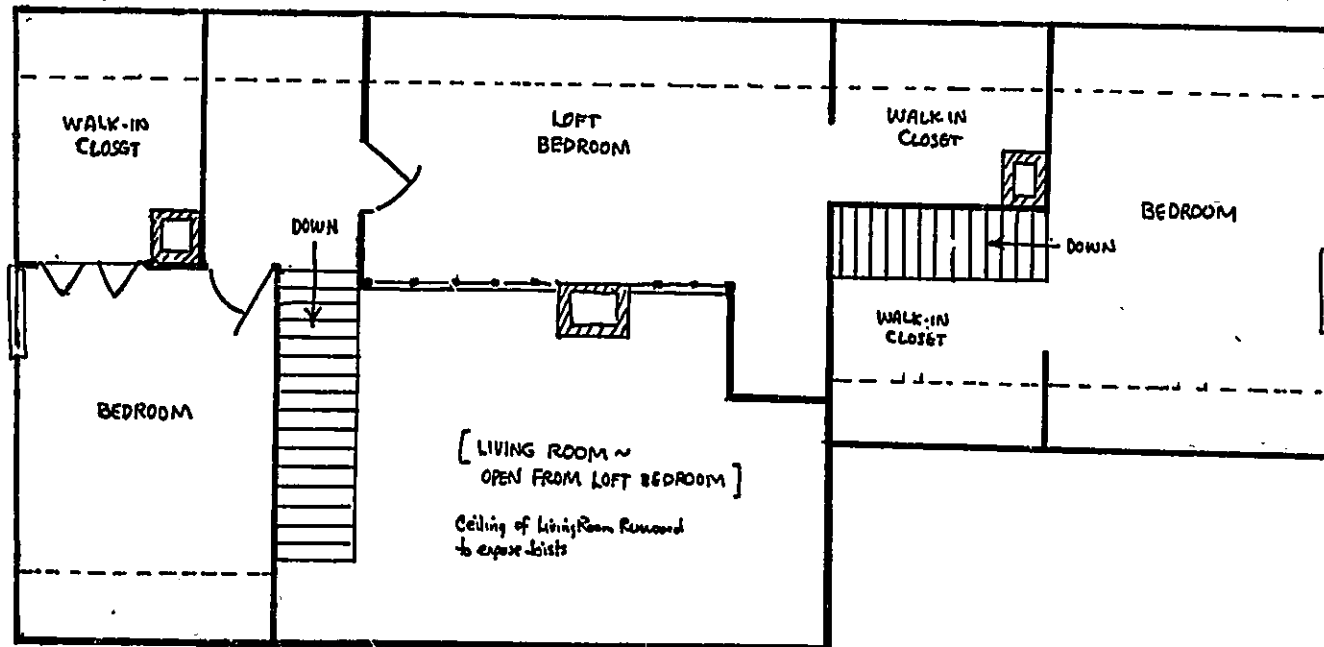 WALK-IN
CLOSET
LOFT
BEDROOM
WALK IN
CLOSET
DOWN
BEDROOM
DOWN
WALK-IN
CLOSET
BEDROOM
[ LIVING ROOM ~
OPEN FROM LOFT BEDROOM ]
Ceiling of Living Room Removed
to expose Joists